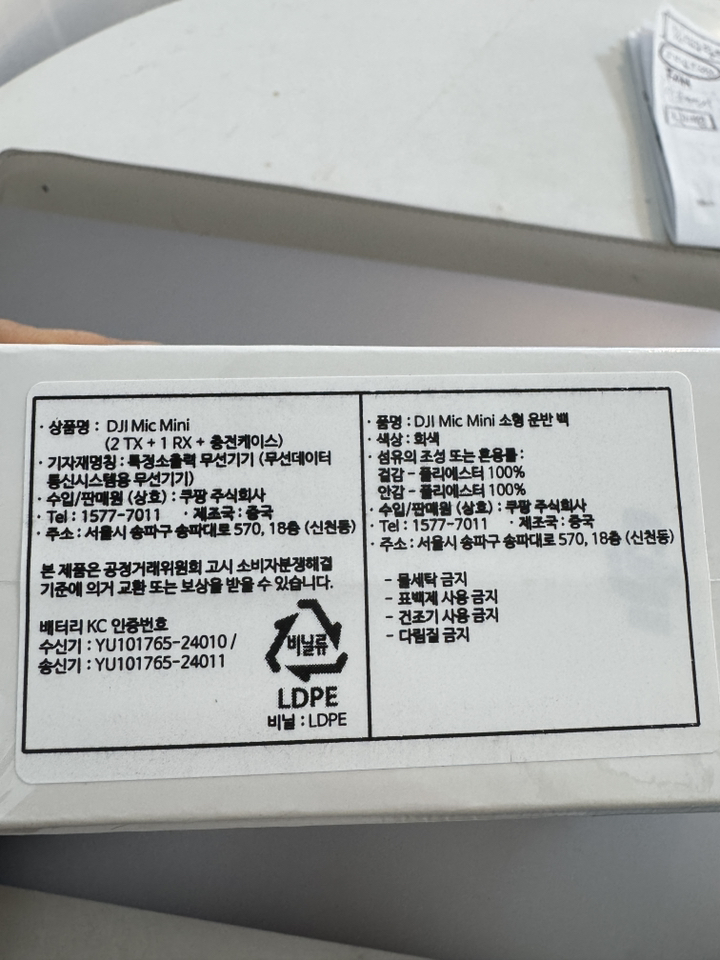 · 상품명 : DJI Mic Mini
(2 TX + 1 RX + 충전케이스)
· 기자재명칭 : 특정소출력 무선기기 (무선데이터
통신시스템용 무선기기)
· 수입/판매원 (상호) : 쿠팡 주식회사
· Tel : 1577-7011 · 제조국 : 중국
· 주소 : 서울시 송파구 송파대로 570, 18층 (신천동)
본 제품은 공정거래위원회 고시 소비자분쟁해결
기준에 의거 교환 또는 보상을 받을 수 있습니다.
배터리 KC 인증번호
수신기 : YU101765-24010 /
송신기 : YU101765-24011
비닐류
LDPE
비닐 : LDPE
· 품명 : DJI Mic Mini 소형 운반 백
· 색상 : 회색
· 섬유의 조성 또는 혼용률 :
겉감 - 폴리에스터 100%
안감 - 폴리에스터 100%
· 수입/판매원 (상호) : 쿠팡 주식회사
· Tel : 1577-7011 · 제조국 : 중국
· 주소 : 서울시 송파구 송파대로 570, 18층 (신천동)
- 물세탁 금지
- 표백제 사용 금지
- 건조기 사용 금지
- 다림질 금지